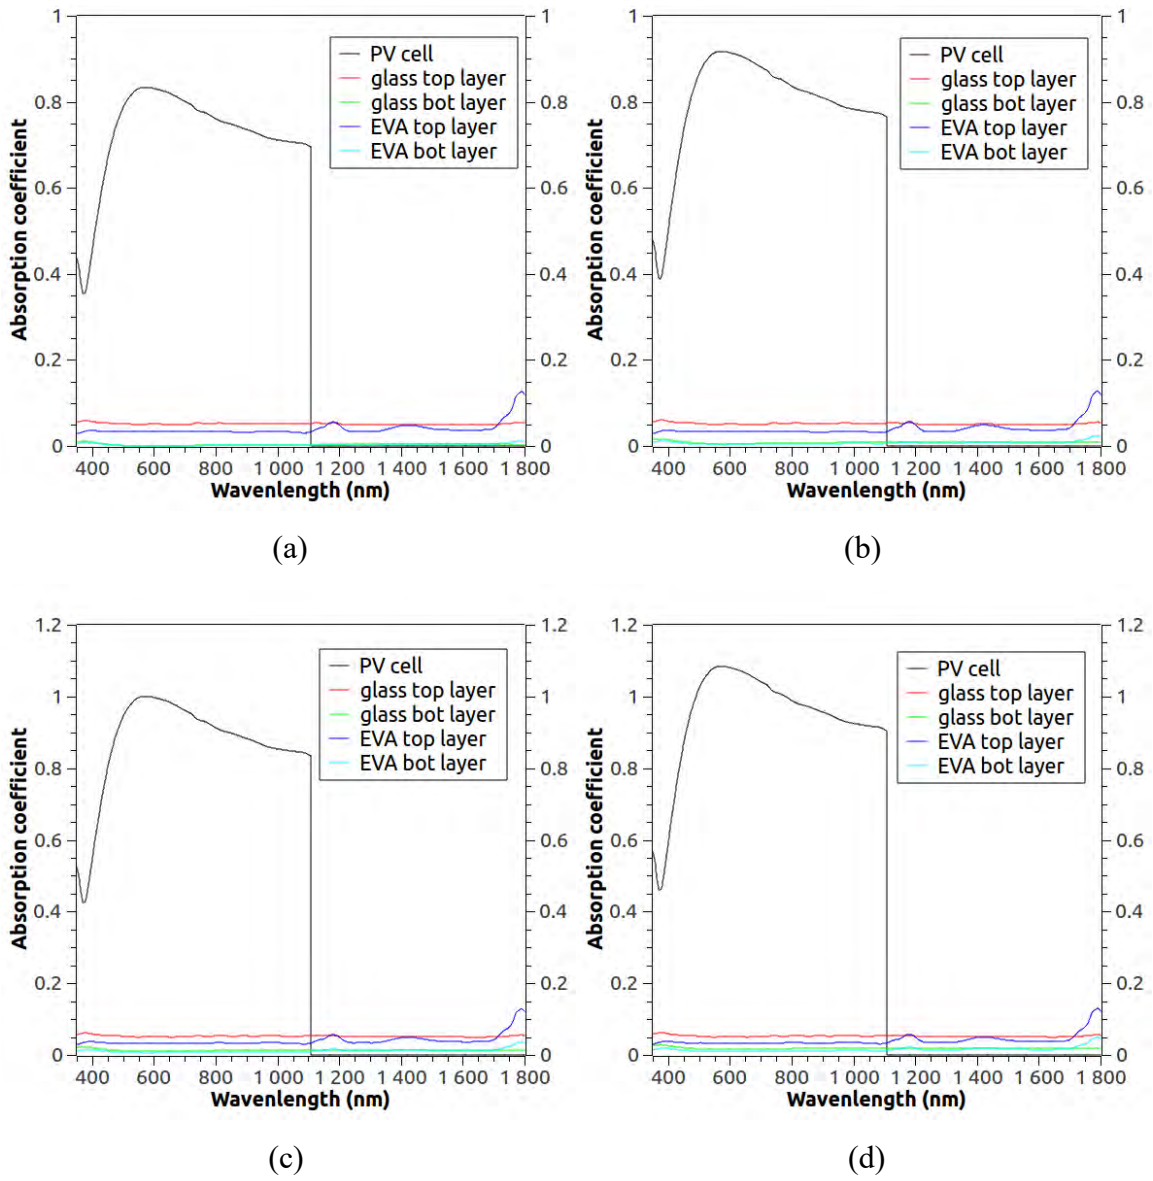 1
0.8
0.6
0.4
0.2
0
Absorption coefficient
PV cell
glass top layer
glass bot layer
EVA top layer
EVA bot layer
1
0.8
0.6
0.4
0.2
0
400 600 800 1 000 1 200 1 400 1 600 1 800
Wavenlength (nm)
(a)
1
0.8
0.6
0.4
0.2
0
Absorption coefficient
PV cell
glass top layer
glass bot layer
EVA top layer
EVA bot layer
1
0.8
0.6
0.4
0.2
0
400 600 800 1 000 1 200 1 400 1 600 1 800
Wavenlength (nm)
(b)
1.2
1
0.8
0.6
0.4
0.2
0
Absorption coefficient
PV cell
glass top layer
glass bot layer
EVA top layer
EVA bot layer
1.2
1
0.8
0.6
0.4
0.2
0
400 600 800 1 000 1 200 1 400 1 600 1 800
Wavenlength (nm)
(c)
1.2
1
0.8
0.6
0.4
0.2
0
Absorption coefficient
PV cell
glass top layer
glass bot layer
EVA top layer
EVA bot layer
1.2
1
0.8
0.6
0.4
0.2
0
400 600 800 1 000 1 200 1 400 1 600 1 800
Wavenlength (nm)
(d)